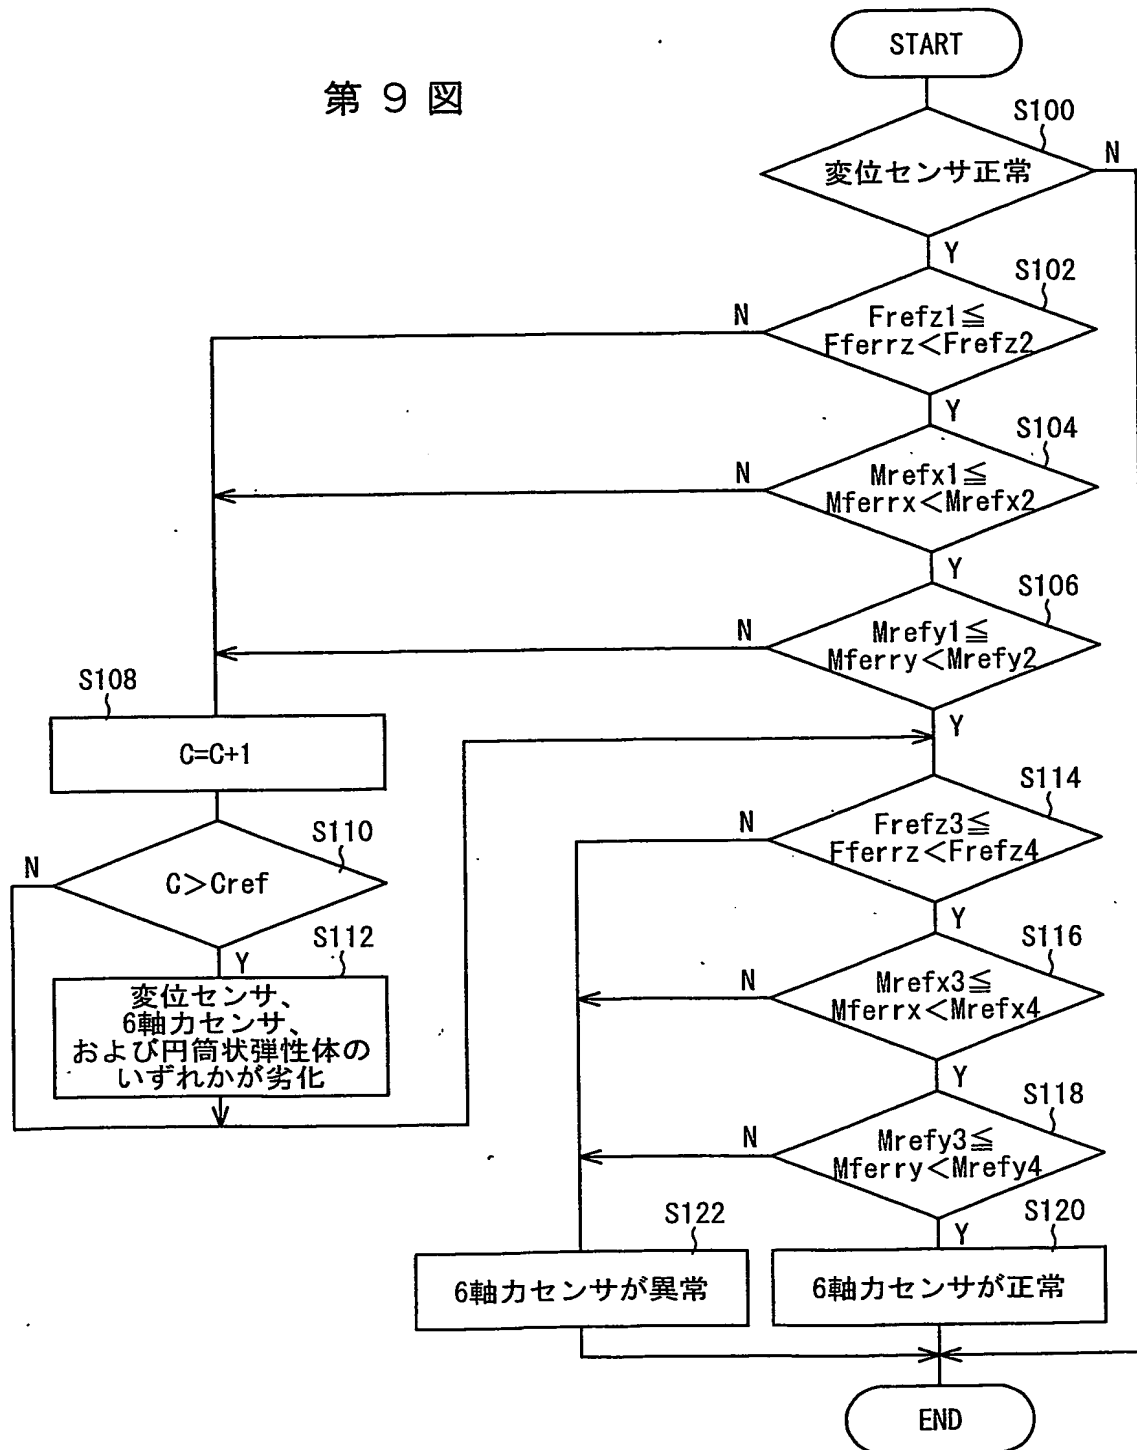 第 9 図
START
S100
変位センサ正常
N
Y
S102
Frefz1≦
Fferrz<Frefz2
N
Y
S104
Mrefx1≦
Mferrx<Mrefx2
N
Y
S106
Mrefy1≦
Mferry<Mrefy2
N
Y
S108
C=C+1
S110
C>Cref
N
Y
S112
変位センサ、
6軸力センサ、
および円筒状弾性体の
いずれかが劣化
S114
Frefz3≦
Fferrz<Frefz4
N
Y
S116
Mrefx3≦
Mferrx<Mrefx4
N
Y
S118
Mrefy3≦
Mferry<Mrefy4
N
Y
S122
6軸力センサが異常
S120
6軸力センサが正常
END